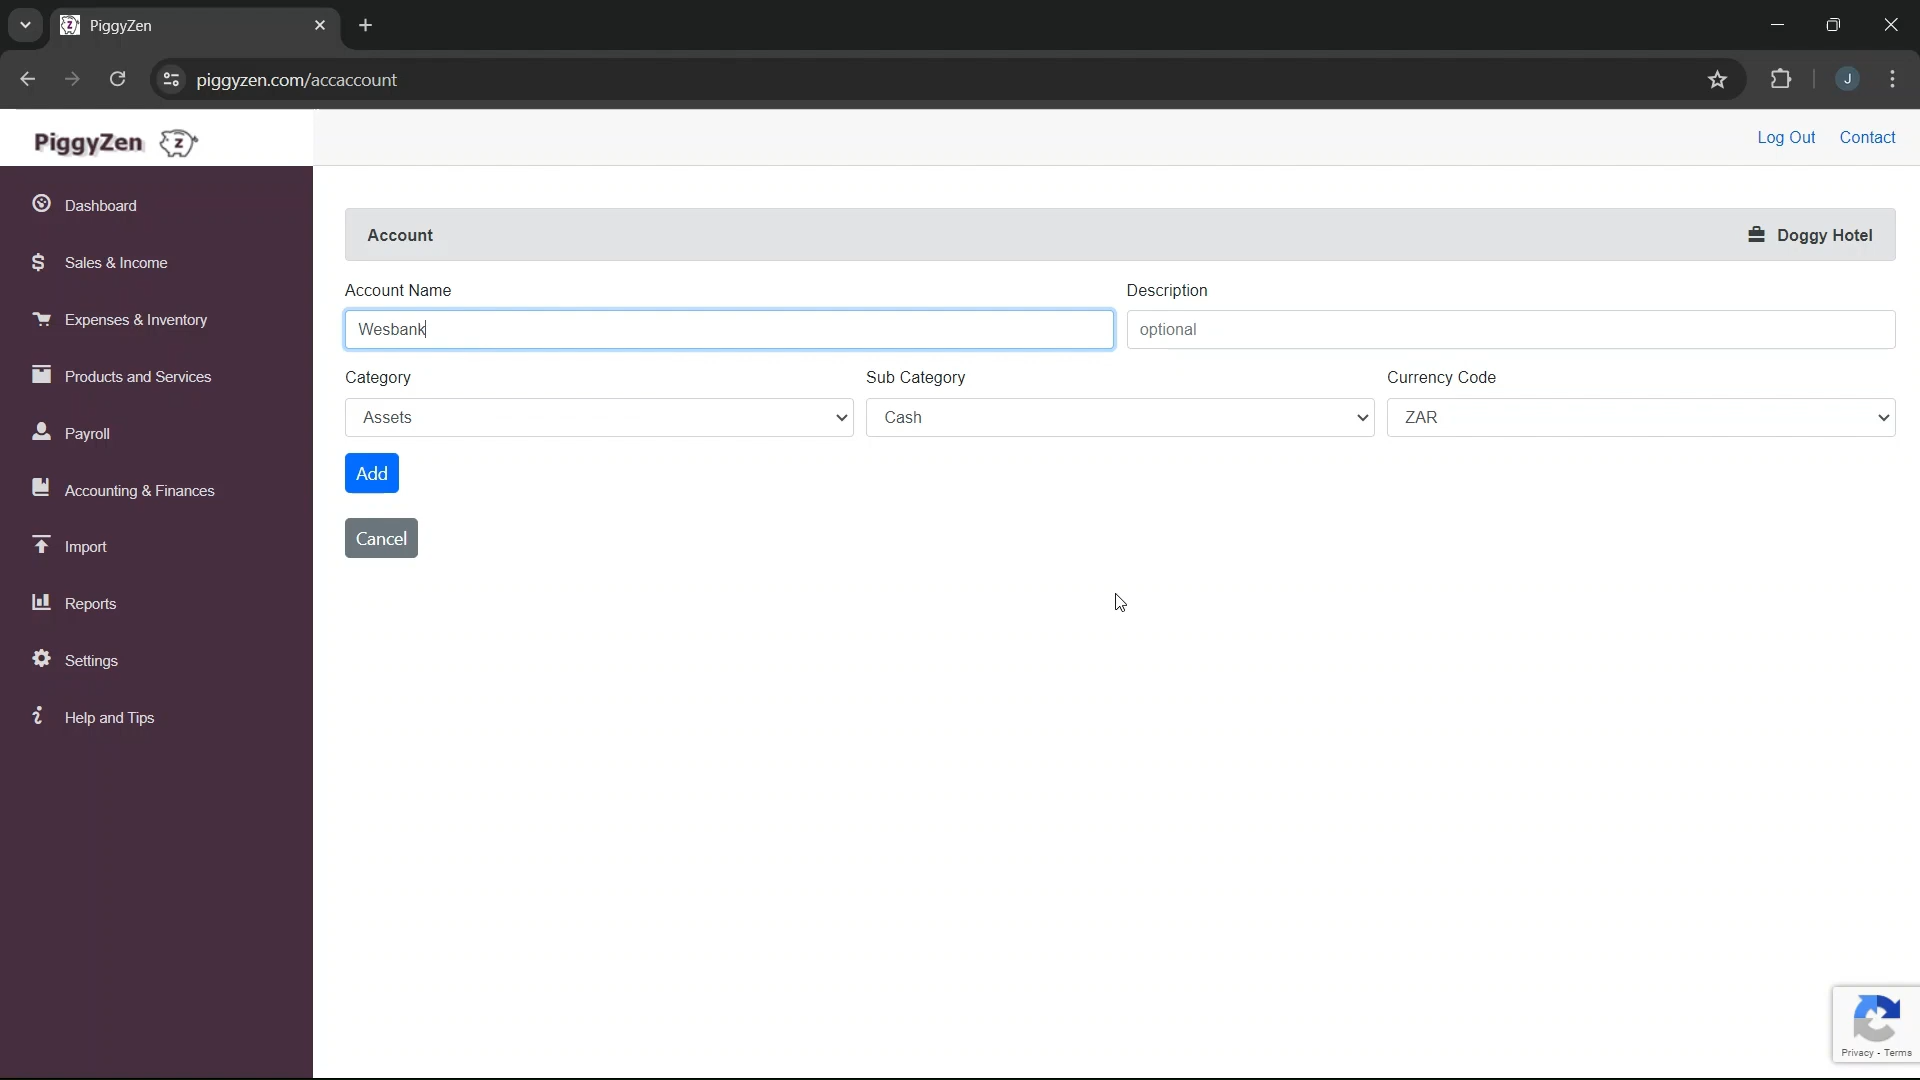 PiggyZen
piggyzen.com/accaccount
J
PiggyZen Z
Log Out Contact
Dashboard
Sales & Income
Expenses & Inventory
Products and Services
Payroll
Accounting & Finances
Import
Reports
Settings
Help and Tips
Account Doggy Hotel
Account Name Description
Wesbank optional
Category Sub Category Currency Code
Assets Cash ZAR
Add
Cancel
Privacy - Terms